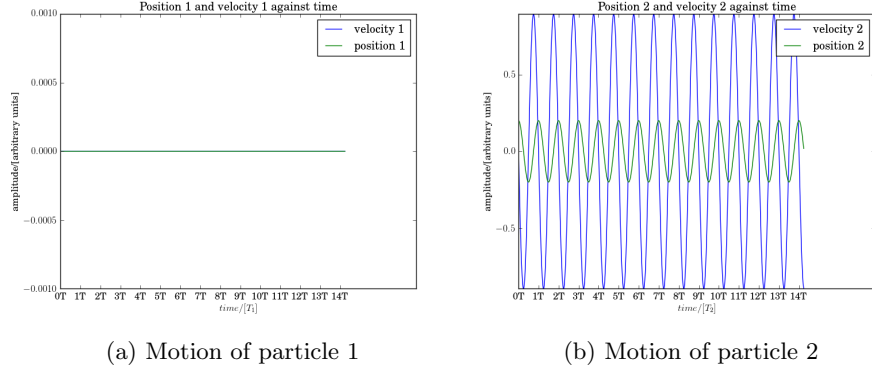 Position 1 and velocity 1 against time
0.0010
0.0005
0.0000
−0.0005
−0.0010
amplitude/[arbitrary units]
velocity 1
position 1
0T 1T 2T 3T 4T 5T 6T 7T 8T 9T 10T 11T 12T 13T 14T
time/[T₁]
(a) Motion of particle 1
Position 2 and velocity 2 against time
0.5
0.0
−0.5
amplitude/[arbitrary units]
velocity 2
position 2
0T 1T 2T 3T 4T 5T 6T 7T 8T 9T 10T 11T 12T 13T 14T
time/[T₂]
(b) Motion of particle 2